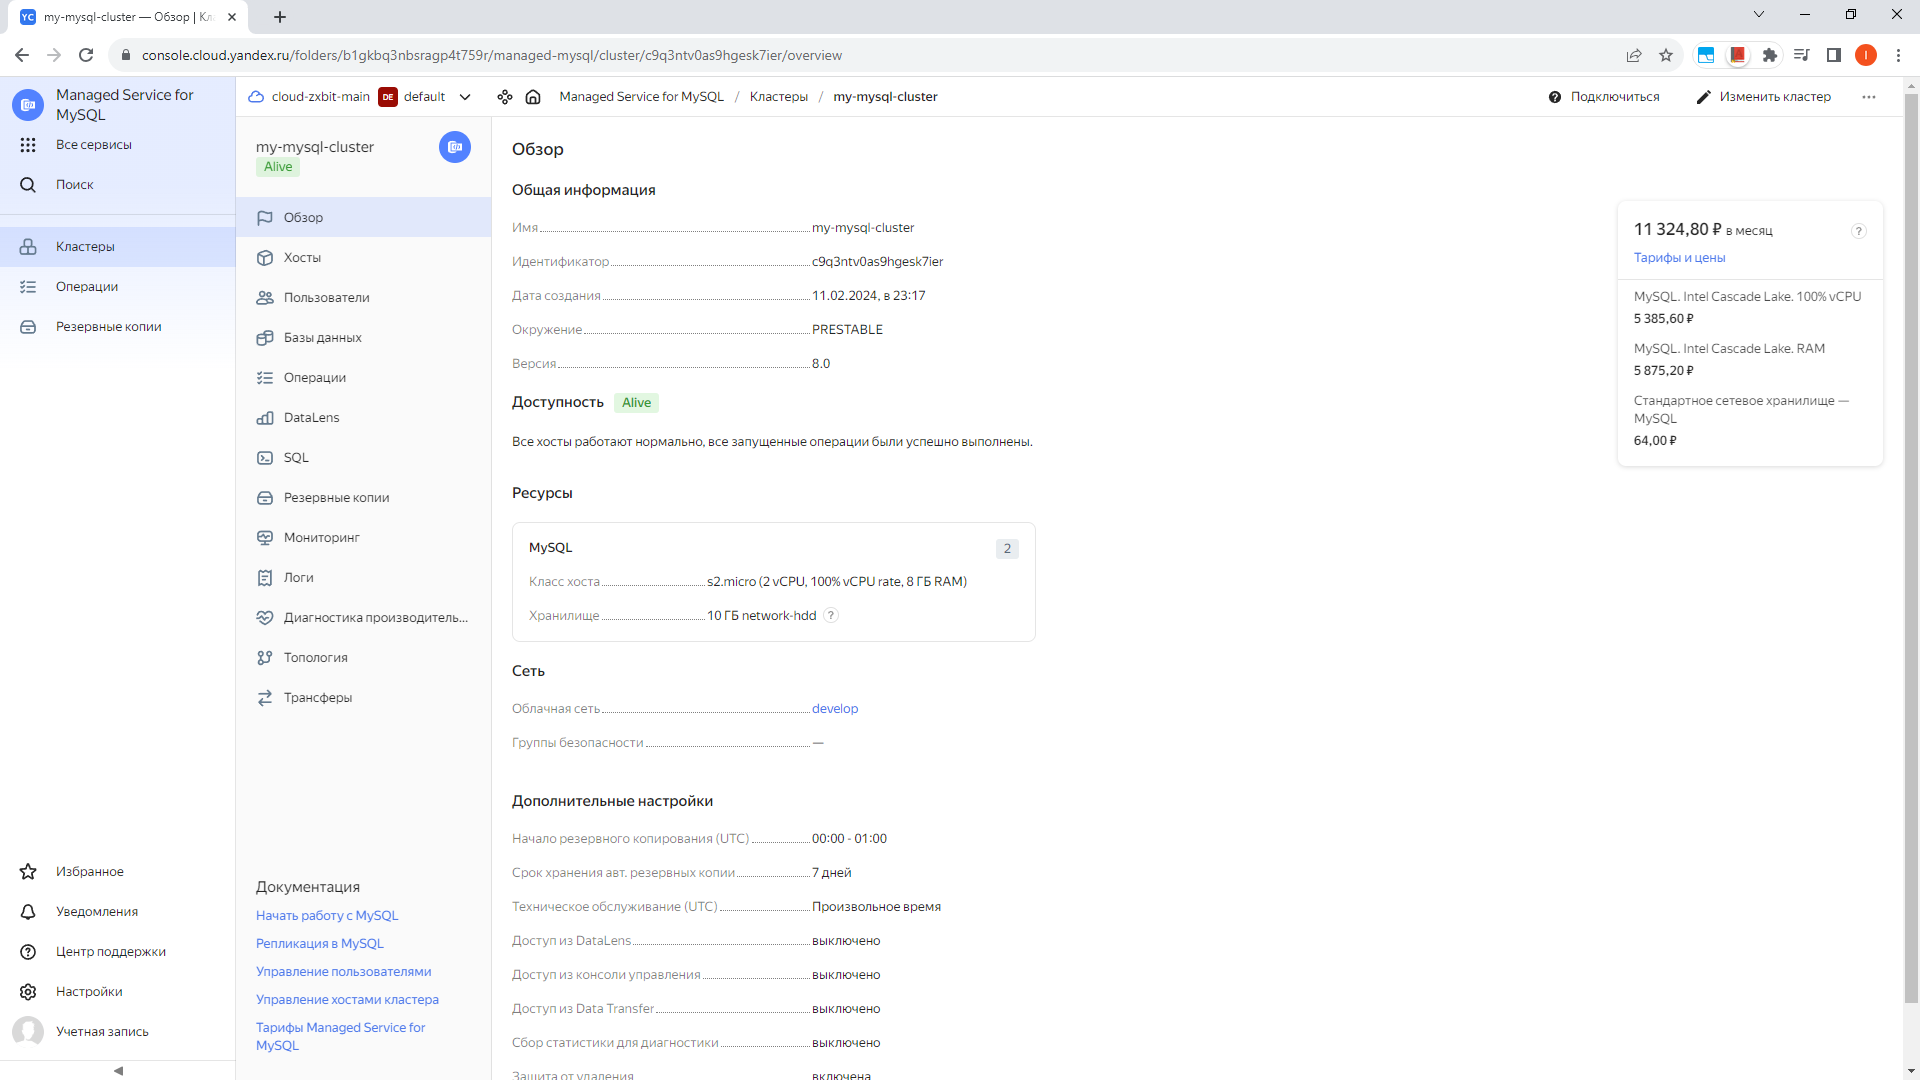 my-mysql-cluster — Обзор | Кл
console.cloud.yandex.ru/folders/b1gkbq3nbsragp4t759r/managed-mysql/cluster/c9q3ntv0as9hgesk7ier/overview
I
Managed Service for
MySQL
Все сервисы
Поиск
Кластеры
Операции
Резервные копии
Избранное
Уведомления
Центр поддержки
Настройки
Учетная запись
cloud-zxbit-main DE default
Managed Service for MySQL / Кластеры / my-mysql-cluster
Подключиться
Изменить кластер
my-mysql-cluster
Alive
Обзор
Хосты
Пользователи
Базы данных
Операции
DataLens
SQL
Резервные копии
Мониторинг
Логи
Диагностика производитель...
Топология
Трансферы
Документация
Начать работу с MySQL
Репликация в MySQL
Управление пользователями
Управление хостами кластера
Тарифы Managed Service for
MySQL
Обзор
Общая информация
Имя my-mysql-cluster
Идентификатор c9q3ntv0as9hgesk7ier
Дата создания 11.02.2024, в 23:17
Окружение PRESTABLE
Версия 8.0
Доступность Alive
Все хосты работают нормально, все запущенные операции были успешно выполнены.
Ресурсы
MySQL 2
Класс хоста s2.micro (2 vCPU, 100% vCPU rate, 8 ГБ RAM)
Хранилище 10 ГБ network-hdd ?
Сеть
Облачная сеть develop
Группы безопасности —
Дополнительные настройки
Начало резервного копирования (UTC) 00:00 - 01:00
Срок хранения авт. резервных копии 7 дней
Техническое обслуживание (UTC) Произвольное время
Доступ из DataLens выключено
Доступ из консоли управления выключено
Доступ из Data Transfer выключено
Сбор статистики для диагностики выключено
Защита от удаления включена
11 324,80 ₽ в месяц ?
Тарифы и цены
MySQL. Intel Cascade Lake. 100% vCPU
5 385,60 ₽
MySQL. Intel Cascade Lake. RAM
5 875,20 ₽
Стандартное сетевое хранилище —
MySQL
64,00 ₽